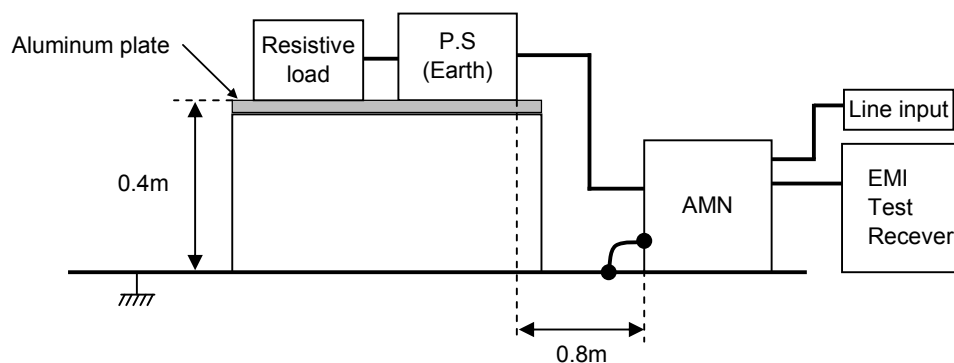 Aluminum plate
Resistive
load
P.S
(Earth)
Line input
0.4m
AMN
EMI
Test
Recever
0.8m